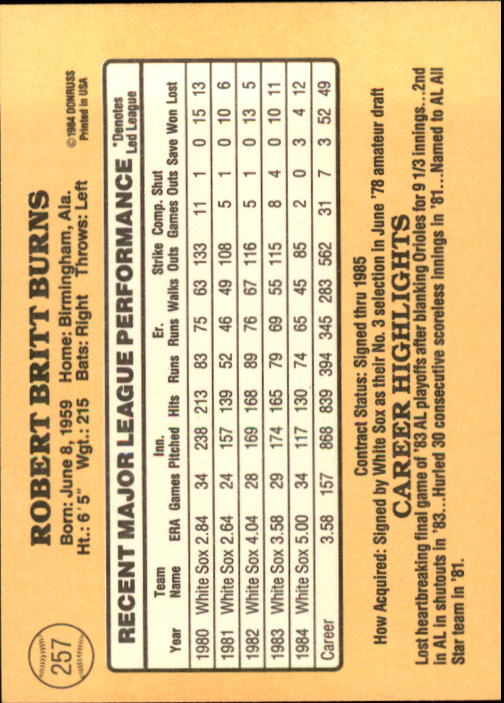 257
ROBERT BRITT BURNS
Born: June 8, 1959 Home: Birmingham, Ala.
Ht.: 6'5" Wgt.: 215 Bats: Right Throws: Left
©1984 DONRUSS
Printed in USA
RECENT MAJOR LEAGUE PERFORMANCE *Denotes Led League
Year Team Name ERA Games Inn. Pitched Hits Runs Er. Runs Walks Strike Outs Comp. Games Shut Outs Save Won Lost
1980 White Sox 2.84 34 238 213 83 75 63 133 11 1 0 15 13
1981 White Sox 2.64 24 157 139 52 46 49 108 5 1 0 10 6
1982 White Sox 4.04 28 169 168 89 76 67 116 5 1 0 13 5
1983 White Sox 3.58 29 174 165 79 69 55 115 8 4 0 10 11
1984 White Sox 5.00 34 117 130 74 65 45 85 2 0 3 4 12
Career 3.58 157 868 839 394 345 283 562 31 7 3 52 49
Contract Status: Signed thru 1985
How Acquired: Signed by White Sox as their No. 3 selection in June '78 amateur draft
CAREER HIGHLIGHTS
Lost heartbreaking final game of '83 AL playoffs after blanking Orioles for 9 1/3 innings...2nd
in AL in shutouts in '83...Hurled 30 consecutive scoreless innings in '81...Named to AL All
Star team in '81.